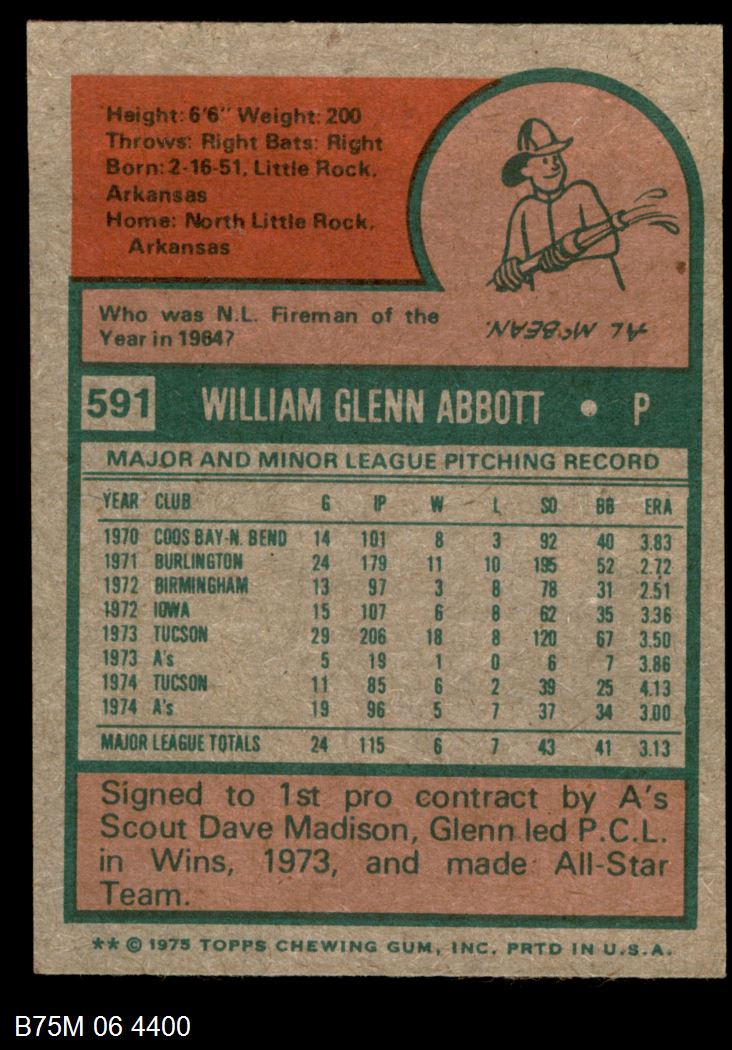 Height: 6'6" Weight: 200
Throws: Right Bats: Right
Born: 2-16-51, Little Rock,
Arkansas
Home: North Little Rock,
Arkansas
Who was N.L. Fireman of the
Year in 1964?
AL McBEAN.
591 WILLIAM GLENN ABBOTT • P
MAJOR AND MINOR LEAGUE PITCHING RECORD
YEAR CLUB G IP W L SO BB ERA
1970 COOS BAY-N. BEND 14 101 8 3 92 40 3.83
1971 BURLINGTON 24 179 11 10 195 52 2.72
1972 BIRMINGHAM 13 97 3 8 78 31 2.51
1972 IOWA 15 107 6 8 62 35 3.36
1973 TUCSON 29 206 18 8 120 67 3.50
1973 A's 5 19 1 0 6 7 3.86
1974 TUCSON 11 85 6 2 39 25 4.13
1974 A's 19 96 5 7 37 34 3.00
MAJOR LEAGUE TOTALS 24 115 6 7 43 41 3.13
Signed to 1st pro contract by A's
Scout Dave Madison, Glenn led P.C.L.
in Wins, 1973, and made All-Star
Team.
** © 1975 TOPPS CHEWING GUM, INC. PRTD IN U.S.A.
B75M 06 4400